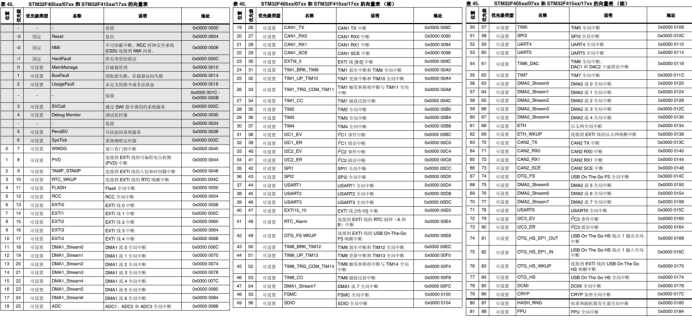 表 45. STM32F405xx/07xx 和 STM32F415xx/17xx 的向量表
位置 优先级 优先级类型 名称 说明 地址
- - - 保留 0x0000 0000
-3 固定 Reset 复位 0x0000 0004
-2 固定 NMI 不可屏蔽中断。RCC 时钟安全系统 (CSS) 连接到 NMI 向量。 0x0000 0008
-1 固定 HardFault 0x0000 000C
0 可设置 MemManage 存储器管理 0x0000 0010
1 可设置 BusFault 预取指失败，存储器访问失败 0x0000 0014
2 可设置 UsageFault 未定义的指令或非法状态 0x0000 0018
- - - 保留 0x0000 001C - 0x0000 002B
3 可设置 SVCall 通过 SWI 指令调用的系统服务 0x0000 002C
4 可设置 Debug Monitor 调试监控器 0x0000 0030
- - - 保留 0x0000 0034
5 可设置 PendSV 可挂起的系统服务 0x0000 0038
6 可设置 SysTick 系统嘀嗒定时器 0x0000 003C
0 7 可设置 WWDG 窗口看门狗中断 0x0000 0040
1 8 可设置 PVD 连接到 EXTI 线的可编程电压检测 (PVD) 中断 0x0000 0044
2 9 可设置 TAMP_STAMP 连接到 EXTI 线的入侵和时间戳中断 0x0000 0048
3 10 可设置 RTC_WKUP 连接到 EXTI 线的 RTC 唤醒中断 0x0000 004C
4 11 可设置 FLASH Flash 全局中断 0x0000 0050
5 12 可设置 RCC RCC 全局中断 0x0000 0054
6 13 可设置 EXTI0 EXTI 线 0 中断 0x0000 0058
7 14 可设置 EXTI1 EXTI 线 1 中断 0x0000 005C
8 15 可设置 EXTI2 EXTI 线 2 中断 0x0000 0060
9 16 可设置 EXTI3 EXTI 线 3 中断 0x0000 0064
10 17 可设置 EXTI4 EXTI 线 4 中断 0x0000 0068
11 18 可设置 DMA1_Stream0 DMA1 流 0 全局中断 0x0000 006C
12 19 可设置 DMA1_Stream1 DMA1 流 1 全局中断 0x0000 0070
13 20 可设置 DMA1_Stream2 DMA1 流 2 全局中断 0x0000 0074
14 21 可设置 DMA1_Stream3 DMA1 流 3 全局中断 0x0000 0078
15 22 可设置 DMA1_Stream4 DMA1 流 4 全局中断 0x0000 007C
16 23 可设置 DMA1_Stream5 DMA1 流 5 全局中断 0x0000 0080
17 24 可设置 DMA1_Stream6 DMA1 流 6 全局中断 0x0000 0084
18 25 可设置 ADC ADC1、ADC2 和 ADC3 全局中断 0x0000 0088
表 45. STM32F405xx/07xx 和 STM32F415xx/17xx 的向量表（续）
位置 优先级 优先级类型 名称 说明 地址
19 26 可设置 CAN1_TX CAN1 TX 中断 0x0000 008C
20 27 可设置 CAN1_RX0 CAN1 RX0 中断 0x0000 0090
21 28 可设置 CAN1_RX1 CAN1 RX1 中断 0x0000 0094
22 29 可设置 CAN1_SCE CAN1 SCE 中断 0x0000 0098
23 30 可设置 EXTI9_5 EXTI 线 [9:5] 中断 0x0000 009C
24 31 可设置 TIM1_BRK_TIM9 TIM1 刹车中断和 TIM9 全局中断 0x0000 00A0
25 32 可设置 TIM1_UP_TIM10 TIM1 更新中断和 TIM10 全局中断 0x0000 00A4
26 33 可设置 TIM1_TRG_COM_TIM11 TIM1 触发和换相中断与 TIM11 全局中断 0x0000 00A8
27 34 可设置 TIM1_CC TIM1 捕获比较中断 0x0000 00AC
28 35 可设置 TIM2 TIM2 全局中断 0x0000 00B0
29 36 可设置 TIM3 TIM3 全局中断 0x0000 00B4
30 37 可设置 TIM4 TIM4 全局中断 0x0000 00B8
31 38 可设置 I2C1_EV I²C1 事件中断 0x0000 00BC
32 39 可设置 I2C1_ER I²C1 错误中断 0x0000 00C0
33 40 可设置 I2C2_EV I²C2 事件中断 0x0000 00C4
34 41 可设置 I2C2_ER I²C2 错误中断 0x0000 00C8
35 42 可设置 SPI1 SPI1 全局中断 0x0000 00CC
36 43 可设置 SPI2 SPI2 全局中断 0x0000 00D0
37 44 可设置 USART1 USART1 全局中断 0x0000 00D4
38 45 可设置 USART2 USART2 全局中断 0x0000 00D8
39 46 可设置 USART3 USART3 全局中断 0x0000 00DC
40 47 可设置 EXTI15_10 EXTI 线 [15:10] 中断 0x0000 00E0
41 48 可设置 RTC_Alarm 连接到 EXTI 线的 RTC 闹钟（A 和 B）中断 0x0000 00E4
42 49 可设置 OTG_FS WKUP 连接到 EXTI 线的 USB On-The-Go FS 唤醒中断 0x0000 00E8
43 50 可设置 TIM8_BRK_TIM12 TIM8 刹车中断和 TIM12 全局中断 0x0000 00EC
44 51 可设置 TIM8_UP_TIM13 TIM8 更新中断和 TIM13 全局中断 0x0000 00F0
45 52 可设置 TIM8_TRG_COM_TIM14 TIM8 触发和换相中断与 TIM14 全局中断 0x0000 00F4
46 53 可设置 TIM8_CC TIM8 捕获比较中断 0x0000 00F8
47 54 可设置 DMA1_Stream7 DMA1 流 7 全局中断 0x0000 00FC
48 55 可设置 FSMC FSMC 全局中断 0x0000 0100
49 56 可设置 SDIO SDIO 全局中断 0x0000 0104
表 45. STM32F405xx/07xx 和 STM32F415xx/17xx 的向量表（续）
位置 优先级 优先级类型 名称 说明 地址
50 57 可设置 TIM5 TIM5 全局中断 0x0000 0108
51 58 可设置 SPI3 SPI3 全局中断 0x0000 010C
52 59 可设置 UART4 UART4 全局中断 0x0000 0110
53 60 可设置 UART5 UART5 全局中断 0x0000 0114
54 61 可设置 TIM6_DAC TIM6 全局中断，DAC1 和 DAC2 下溢错误中断 0x0000 0118
55 62 可设置 TIM7 TIM7 全局中断 0x0000 011C
56 63 可设置 DMA2_Stream0 DMA2 流 0 全局中断 0x0000 0120
57 64 可设置 DMA2_Stream1 DMA2 流 1 全局中断 0x0000 0124
58 65 可设置 DMA2_Stream2 DMA2 流 2 全局中断 0x0000 0128
59 66 可设置 DMA2_Stream3 DMA2 流 3 全局中断 0x0000 012C
60 67 可设置 DMA2_Stream4 DMA2 流 4 全局中断 0x0000 0130
61 68 可设置 ETH 以太网全局中断 0x0000 0134
62 69 可设置 ETH_WKUP 连接到 EXTI 线的以太网唤醒中断 0x0000 0138
63 70 可设置 CAN2_TX CAN2 TX 中断 0x0000 013C
64 71 可设置 CAN2_RX0 CAN2 RX0 中断 0x0000 0140
65 72 可设置 CAN2_RX1 CAN2 RX1 中断 0x0000 0144
66 73 可设置 CAN2_SCE CAN2 SCE 中断 0x0000 0148
67 74 可设置 OTG_FS USB On The Go FS 全局中断 0x0000 014C
68 75 可设置 DMA2_Stream5 DMA2 流 5 全局中断 0x0000 0150
69 76 可设置 DMA2_Stream6 DMA2 流 6 全局中断 0x0000 0154
70 77 可设置 DMA2_Stream7 DMA2 流 7 全局中断 0x0000 0158
71 78 可设置 USART6 USART6 全局中断 0x0000 015C
72 79 可设置 I2C3_EV I²C3 事件中断 0x0000 0160
73 80 可设置 I2C3_ER I²C3 错误中断 0x0000 0164
74 81 可设置 OTG_HS_EP1_OUT USB On The Go HS 端点 1 输出全局中断 0x0000 0168
75 82 可设置 OTG_HS_EP1_IN USB On The Go HS 端点 1 输入全局中断 0x0000 016C
76 83 可设置 OTG_HS_WKUP 连接到 EXTI 线的 USB On The Go HS 唤醒中断 0x0000 0170
77 84 可设置 OTG_HS USB On The Go HS 全局中断 0x0000 0174
78 85 可设置 DCMI DCMI 全局中断 0x0000 0178
79 86 可设置 CRYP CRYP 加密全局中断 0x0000 017C
80 87 可设置 HASH_RNG 哈希和随机数发生器全局中断 0x0000 0180
81 88 可设置 FPU FPU 全局中断 0x0000 0184